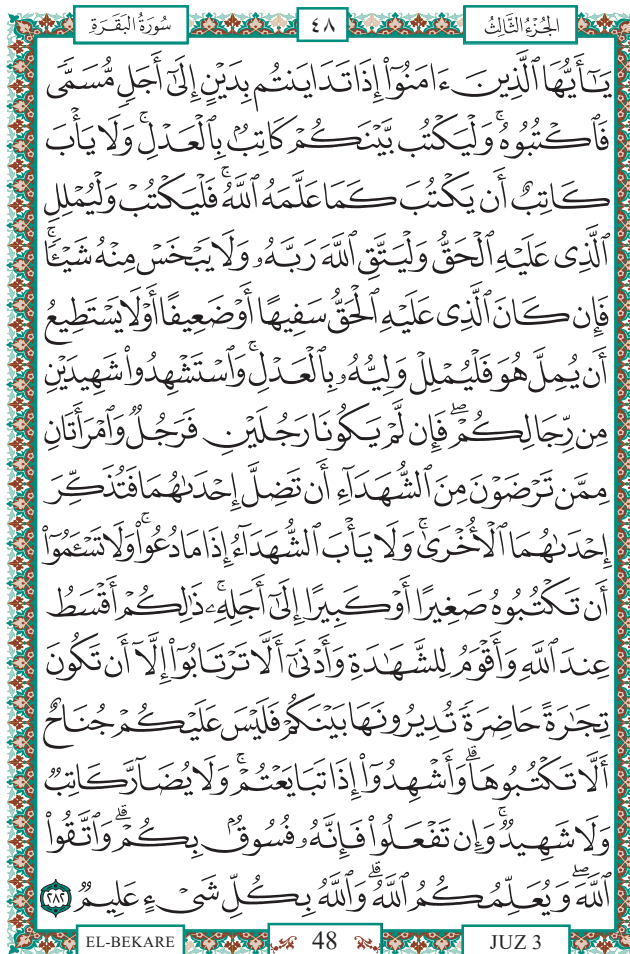 سُورَةُ البَقَرَةِ ٤٨ الجُزْءُ الثَّالِثُ
يَـٰٓأَيُّهَا ٱلَّذِينَ ءَامَنُوٓا۟ إِذَا تَدَايَنتُم بِدَيْنٍ إِلَىٰٓ أَجَلٍ مُّسَمًّى
فَٱكْتُبُوهُ ۚ وَلْيَكْتُب بَّيْنَكُمْ كَاتِبٌۢ بِٱلْعَدْلِ ۚ وَلَا يَأْبَ
كَاتِبٌ أَن يَكْتُبَ كَمَا عَلَّمَهُ ٱللَّهُ ۚ فَلْيَكْتُبْ وَلْيُمْلِلِ
ٱلَّذِى عَلَيْهِ ٱلْحَقُّ وَلْيَتَّقِ ٱللَّهَ رَبَّهُۥ وَلَا يَبْخَسْ مِنْهُ شَيْـًٔا ۚ
فَإِن كَانَ ٱلَّذِى عَلَيْهِ ٱلْحَقُّ سَفِيهًا أَوْ ضَعِيفًا أَوْ لَا يَسْتَطِيعُ
أَن يُمِلَّ هُوَ فَلْيُمْلِلْ وَلِيُّهُۥ بِٱلْعَدْلِ ۚ وَٱسْتَشْهِدُوا۟ شَهِيدَيْنِ
مِن رِّجَالِكُمْ ۖ فَإِن لَّمْ يَكُونَا رَجُلَيْنِ فَرَجُلٌ وَٱمْرَأَتَانِ
مِمَّن تَرْضَوْنَ مِنَ ٱلشُّهَدَآءِ أَن تَضِلَّ إِحْدَىٰهُمَا فَتُذَكِّرَ
إِحْدَىٰهُمَا ٱلْأُخْرَىٰ ۚ وَلَا يَأْبَ ٱلشُّهَدَآءُ إِذَا مَا دُعُوا۟ ۚ وَلَا تَسْـَٔمُوٓا۟
أَن تَكْتُبُوهُ صَغِيرًا أَوْ كَبِيرًا إِلَىٰٓ أَجَلِهِۦ ۚ ذَٰلِكُمْ أَقْسَطُ
عِندَ ٱللَّهِ وَأَقْوَمُ لِلشَّهَـٰدَةِ وَأَدْنَىٰٓ أَلَّا تَرْتَابُوٓا۟ ۖ إِلَّآ أَن تَكُونَ
تِجَـٰرَةً حَاضِرَةً تُدِيرُونَهَا بَيْنَكُمْ فَلَيْسَ عَلَيْكُمْ جُنَاحٌ
أَلَّا تَكْتُبُوهَا ۗ وَأَشْهِدُوٓا۟ إِذَا تَبَايَعْتُمْ ۚ وَلَا يُضَآرَّ كَاتِبٌ
وَلَا شَهِيدٌ ۚ وَإِن تَفْعَلُوا۟ فَإِنَّهُۥ فُسُوقٌۢ بِكُمْ ۗ وَٱتَّقُوا۟
ٱللَّهَ ۖ وَيُعَلِّمُكُمُ ٱللَّهُ ۗ وَٱللَّهُ بِكُلِّ شَىْءٍ عَلِيمٌ ٢٨٢
EL-BEKARE 48 JUZ 3